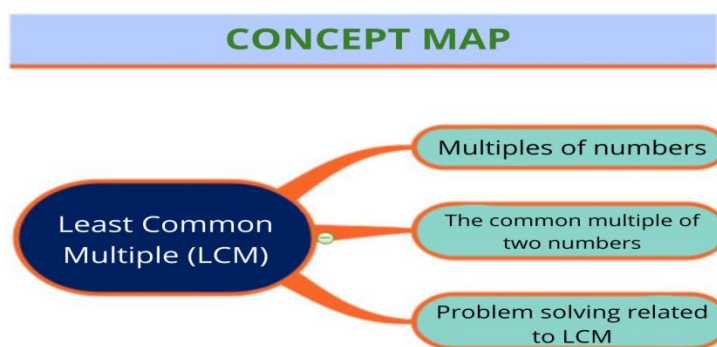 CONCEPT MAP
Multiples of numbers
Least Common
Multiple (LCM)
The common multiple of
two numbers
Problem solving related
to LCM